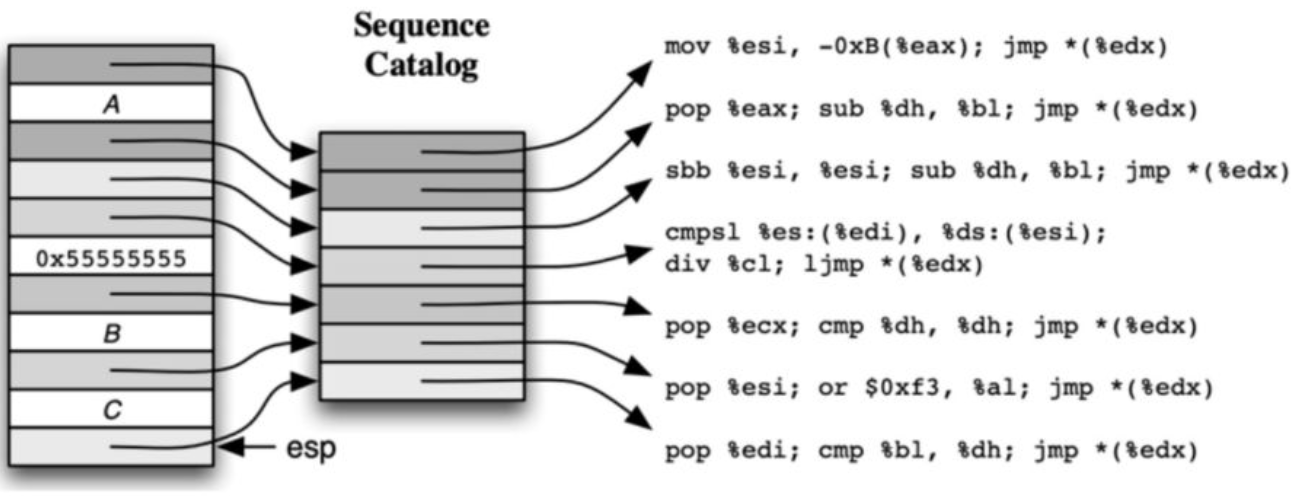 Sequence
Catalog
A
0x55555555
B
C
esp
mov %esi, -0xB(%eax); jmp *(%edx)
pop %eax; sub %dh, %bl; jmp *(%edx)
sbb %esi, %esi; sub %dh, %bl; jmp *(%edx)
cmpsl %es:(%edi), %ds:(%esi);
div %cl; ljmp *(%edx)
pop %ecx; cmp %dh, %dh; jmp *(%edx)
pop %esi; or $0xf3, %al; jmp *(%edx)
pop %edi; cmp %bl, %dh; jmp *(%edx)